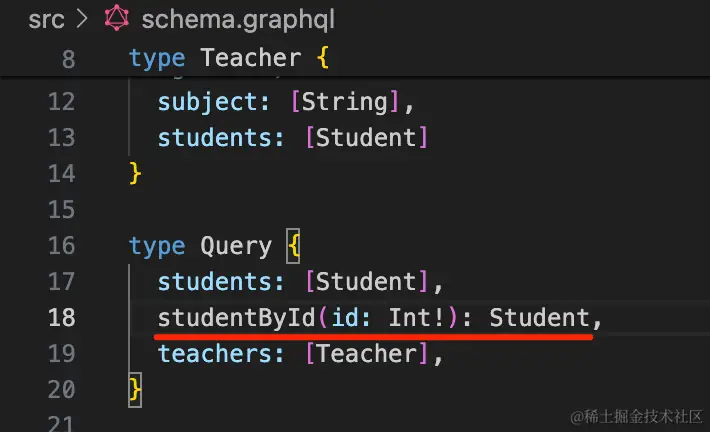 src > schema.graphql
8 type Teacher {
12 subject: [String],
13 students: [Student]
14 }
15
16 type Query {
17 students: [Student],
18 studentById(id: Int!): Student,
19 teachers: [Teacher],
20 }
21
@稀土掘金技术社区